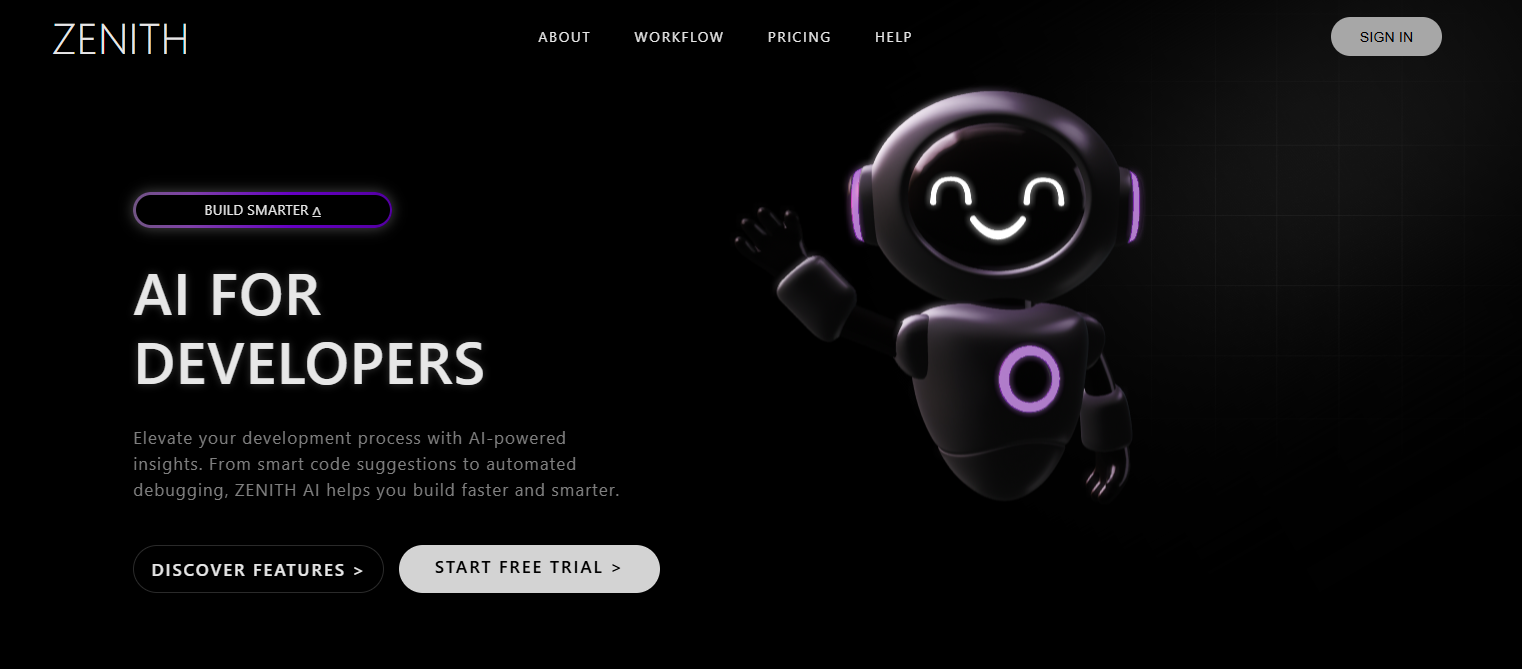 ZENITH
ABOUT WORKFLOW PRICING HELP
SIGN IN
BUILD SMARTER
AI FOR
DEVELOPERS
Elevate your development process with AI-powered
insights. From smart code suggestions to automated
debugging, ZENITH AI helps you build faster and smarter.
DISCOVER FEATURES >
START FREE TRIAL >